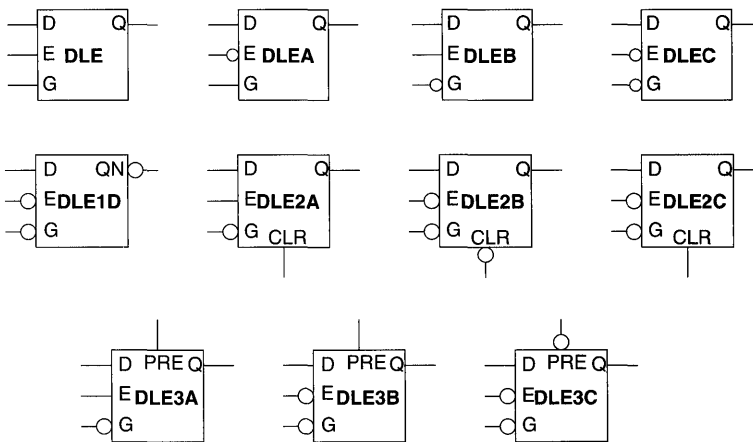 D Q D Q D Q D Q
E DLE E DLEA E DLEB E DLEC
G G G G
D QN D Q D Q D Q
E DLE1D E DLE2A E DLE2B E DLE2C
G G CLR G CLR G CLR
D PRE Q D PRE Q D PRE Q
E DLE3A E DLE3B E DLE3C
G G G